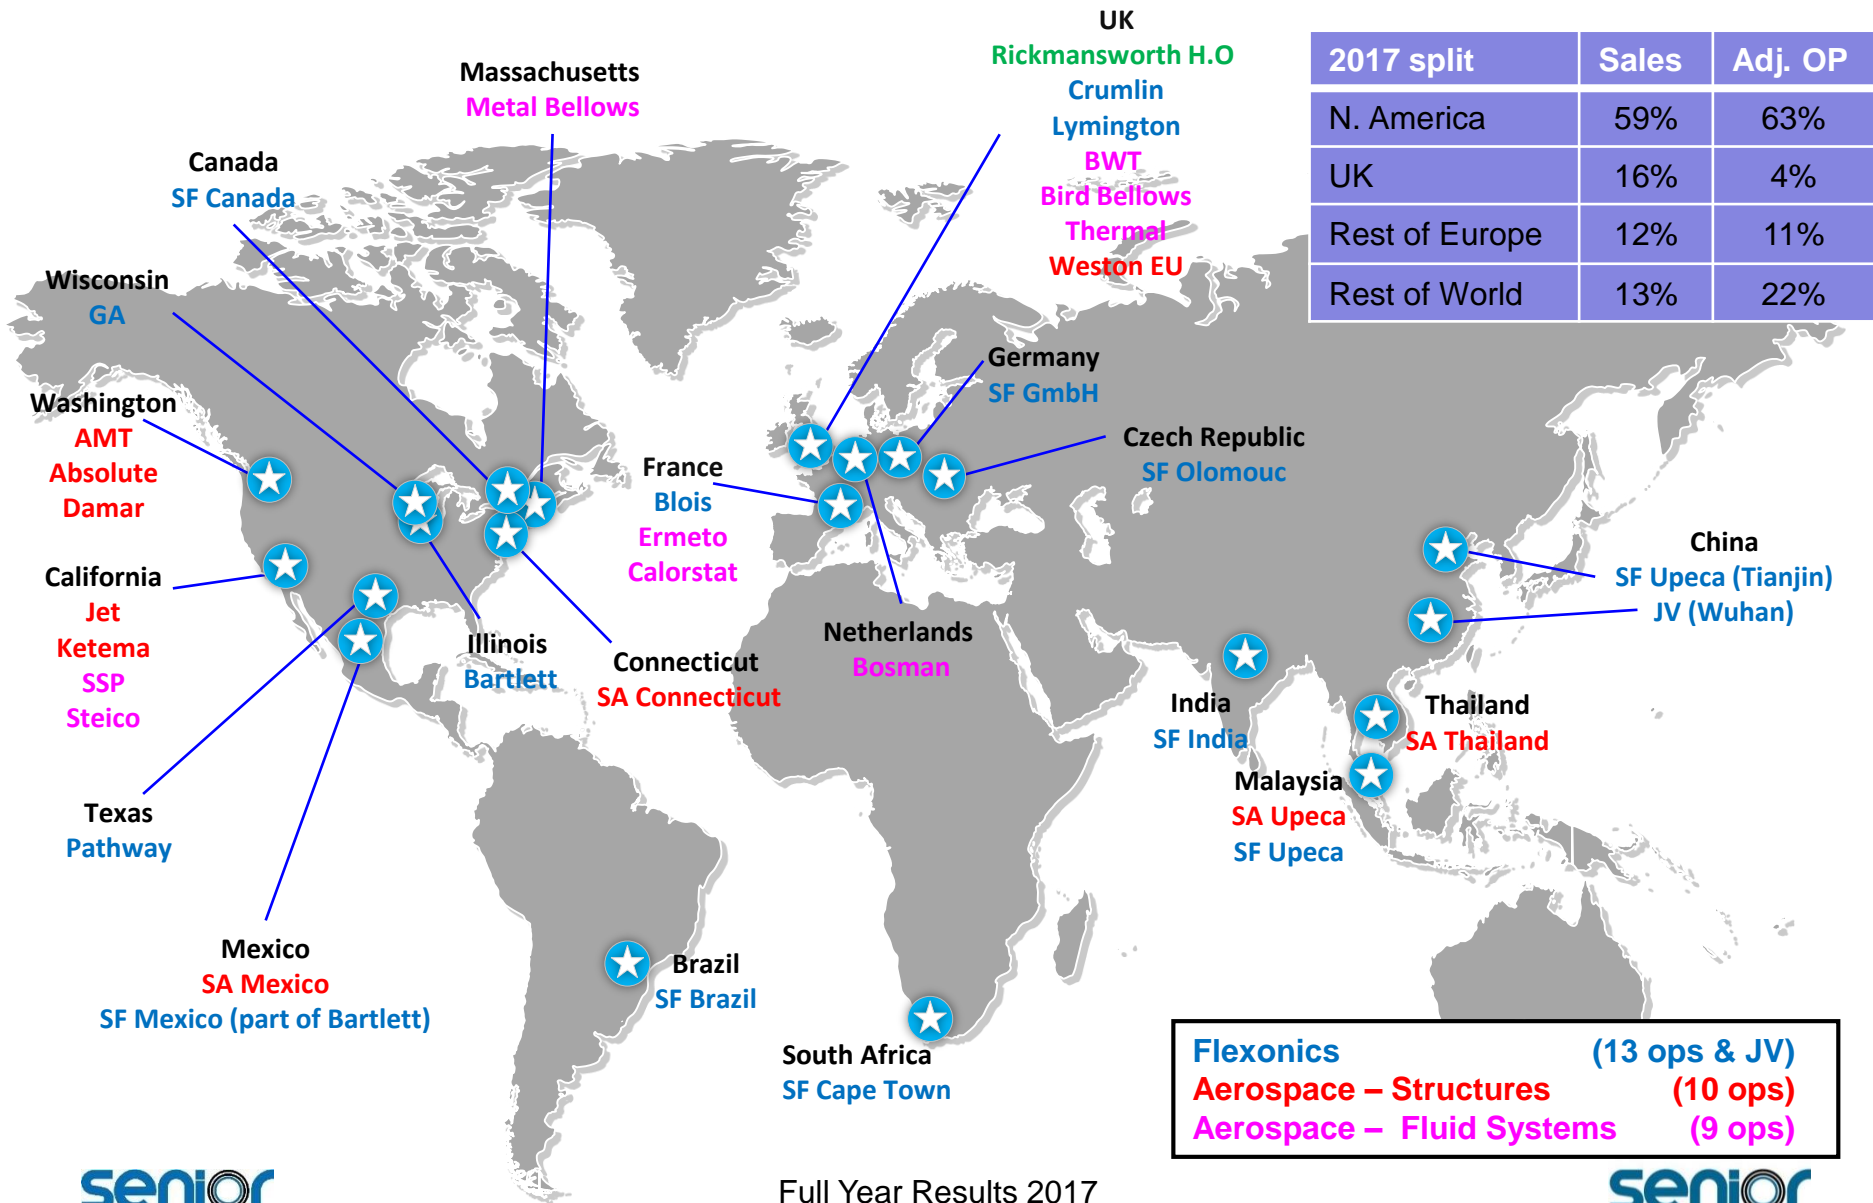 UK
Rickmansworth H.O
Crumlin
Lymington
BWT
Bird Bellows
Thermal
Weston EU
2017 split Sales Adj. OP
N. America 59% 63%
UK 16% 4%
Rest of Europe 12% 11%
Rest of World 13% 22%
Massachusetts
Metal Bellows
Canada
SF Canada
Wisconsin
GA
Washington
AMT
Absolute
Damar
California
Jet
Ketema
SSP
Steico
Texas
Pathway
Mexico
SA Mexico
SF Mexico (part of Bartlett)
Illinois
Bartlett
Connecticut
SA Connecticut
France
Blois
Ermeto
Calorstat
Germany
SF GmbH
Czech Republic
SF Olomouc
Netherlands
Bosman
China
SF Upeca (Tianjin)
JV (Wuhan)
India
SF India
Thailand
SA Thailand
Malaysia
SA Upeca
SF Upeca
Brazil
SF Brazil
South Africa
SF Cape Town
Flexonics (13 ops & JV)
Aerospace – Structures (10 ops)
Aerospace – Fluid Systems (9 ops)
senior
Full Year Results 2017
senior